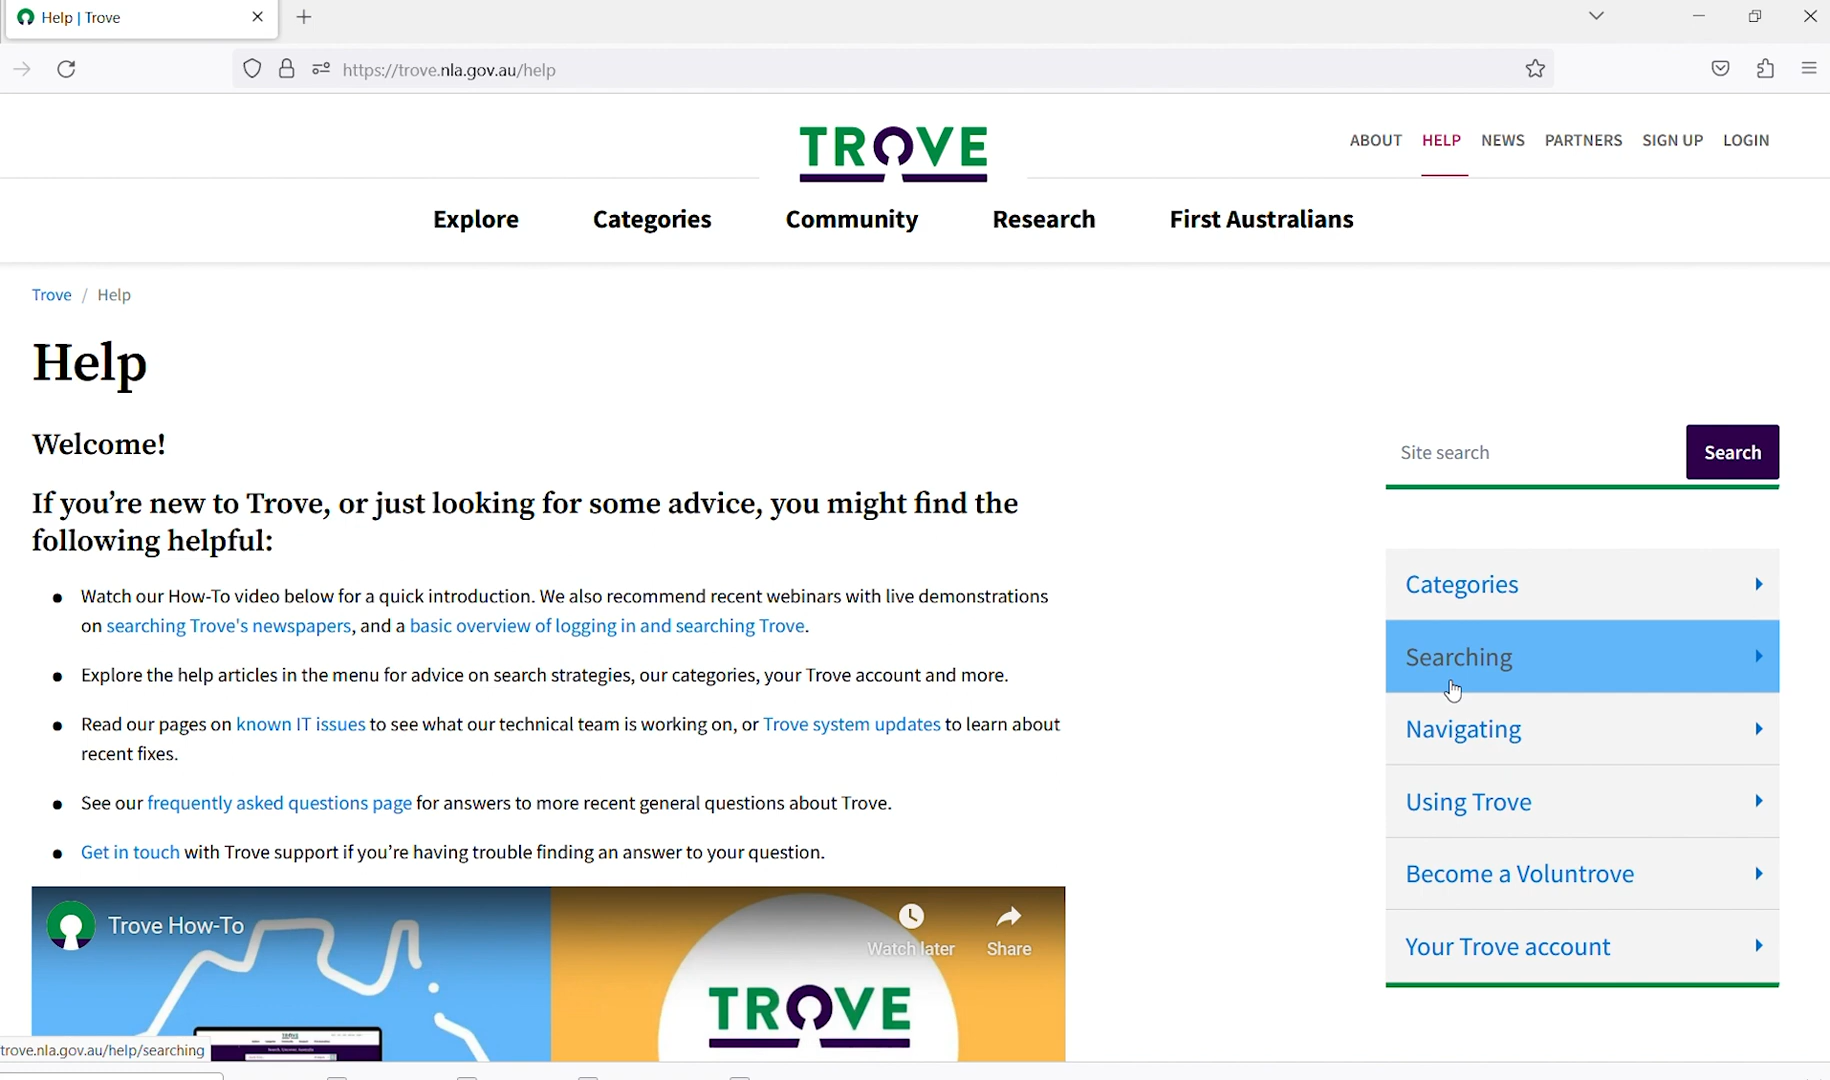 Help | Trove
https://trove.nla.gov.au/help
TROVE
ABOUT HELP NEWS PARTNERS SIGN UP LOGIN
Explore Categories Community Research First Australians
Trove / Help
Help
Welcome!
Site search
Search
If you're new to Trove, or just looking for some advice, you might find the
following helpful:
Watch our How-To video below for a quick introduction. We also recommend recent webinars with live demonstrations
on searching Trove's newspapers, and a basic overview of logging in and searching Trove.
Explore the help articles in the menu for advice on search strategies, our categories, your Trove account and more.
Read our pages on known IT issues to see what our technical team is working on, or Trove system updates to learn about
recent fixes.
See our frequently asked questions page for answers to more recent general questions about Trove.
Get in touch with Trove support if you're having trouble finding an answer to your question.
Categories
Searching
Navigating
Using Trove
Become a Voluntrove
Your Trove account
Trove How-To
Watch later
Share
TROVE
TROVE
trove.nla.gov.au/help/searching